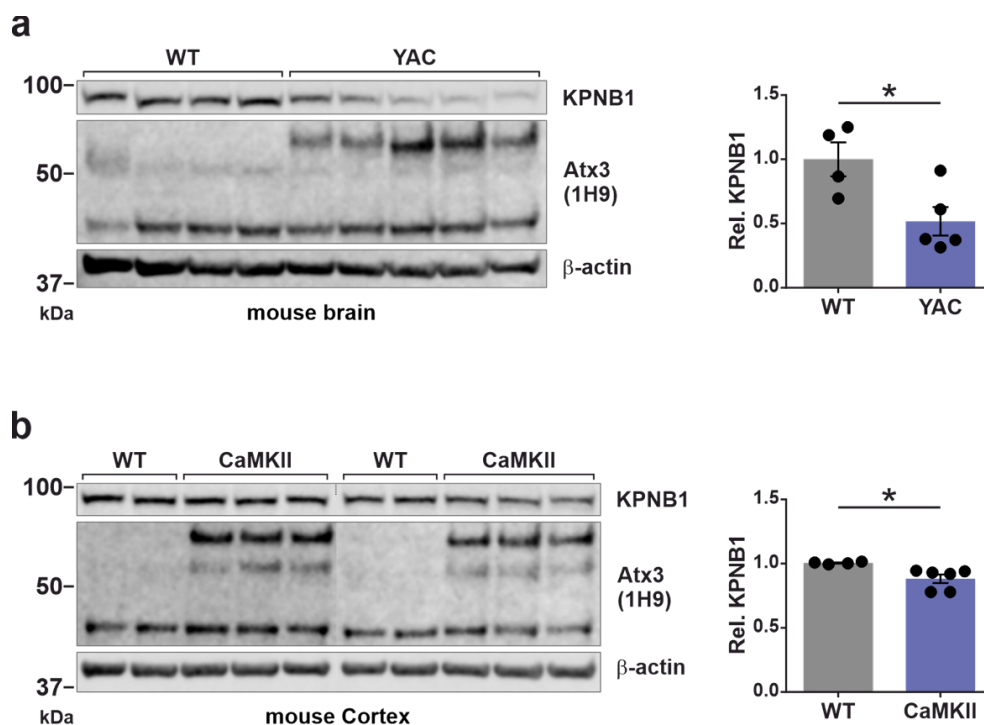 a
WT YAC
100
KPNB1
50
Atx3
(1H9)
β-actin
37
kDa
mouse brain
1.5
1.0
0.5
0.0
Rel. KPNB1
*
WT YAC
b
WT CaMKII WT CaMKII
100
KPNB1
50
Atx3
(1H9)
β-actin
37
kDa
mouse Cortex
1.5
1.0
0.5
0.0
Rel. KPNB1
*
WT CaMKII